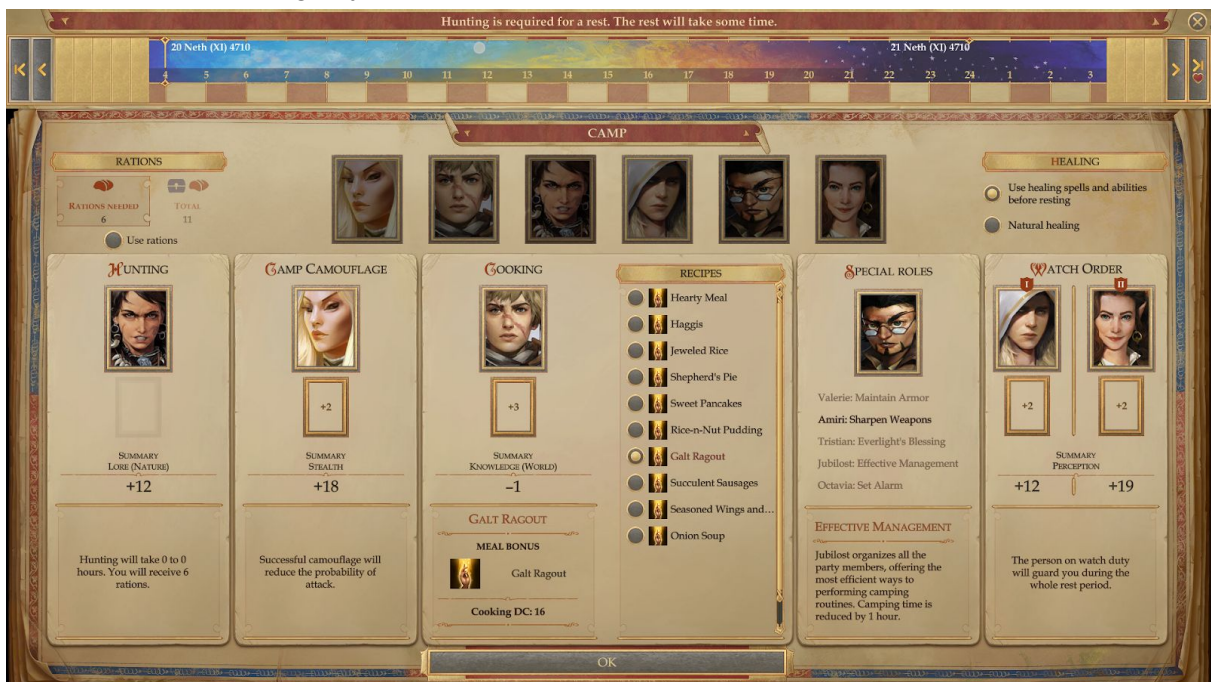 Hunting is required for a rest. The rest will take some time.
20 Neth (XI) 4710
21 Neth (XI) 4710
4 5 6 7 8 9 10 11 12 13 14 15 16 17 18 19 20 21 22 23 24 1 2 3
CAMP
RATIONS
RATIONS NEEDED
6
TOTAL
11
Use rations
HEALING
Use healing spells and abilities
before resting
Natural healing
HUNTING
SUMMARY
LORE (NATURE)
+12
Hunting will take 0 to 0
hours. You will receive 6
rations.
CAMP CAMOUFLAGE
+2
SUMMARY
STEALTH
+18
Successful camouflage will
reduce the probability of
attack.
COOKING
+3
SUMMARY
KNOWLEDGE (WORLD)
−1
GALT RAGOUT
MEAL BONUS
Galt Ragout
Cooking DC: 16
RECIPES
Hearty Meal
Haggis
Jeweled Rice
Shepherd's Pie
Sweet Pancakes
Rice-n-Nut Pudding
Galt Ragout
Succulent Sausages
Seasoned Wings and...
Onion Soup
SPECIAL ROLES
Valerie: Maintain Armor
Amiri: Sharpen Weapons
Tristian: Everlight's Blessing
Jubilost: Effective Management
Octavia: Set Alarm
EFFECTIVE MANAGEMENT
Jubilost organizes all the
party members, offering the
most efficient ways to
performing camping
routines. Camping time is
reduced by 1 hour.
WATCH ORDER
I II
+2 +2
SUMMARY
PERCEPTION
+12 +19
The person on watch duty
will guard you during the
whole rest period.
OK